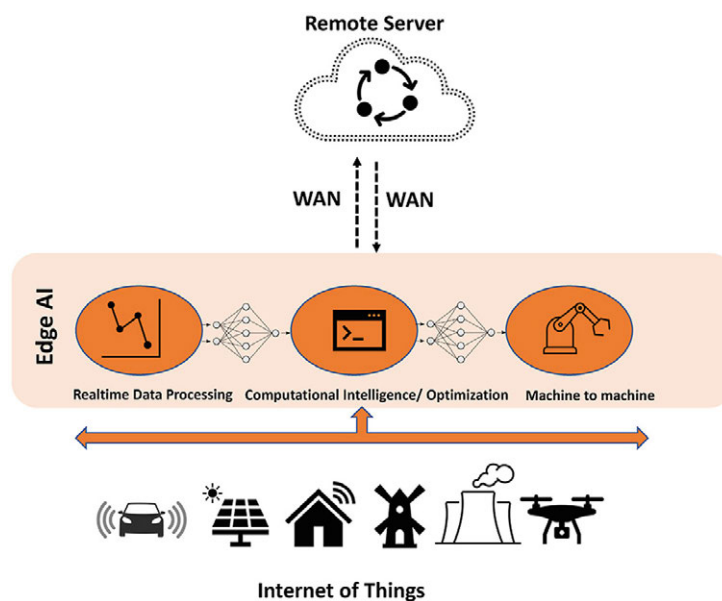 Remote Server
WAN
WAN
Edge AI
>_
Realtime Data Processing
Computational Intelligence/ Optimization
Machine to machine
Internet of Things